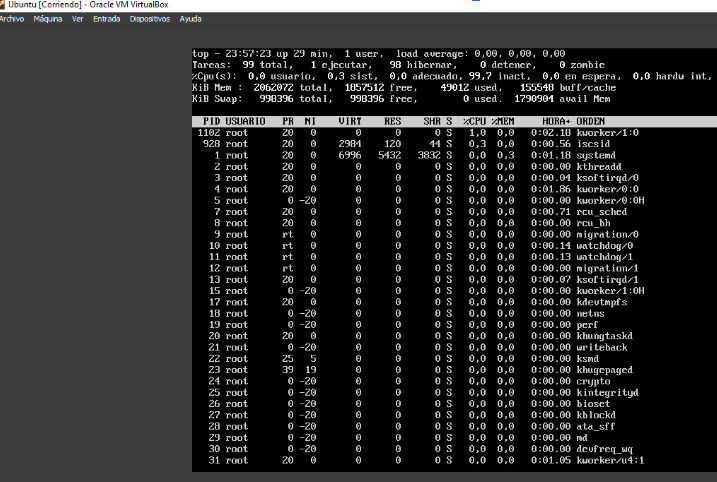 Ubuntu [Corriendo] - Oracle VM VirtualBox
Archivo Máquina Ver Entrada Dispositivos Ayuda
top - 23:57:23 up 29 min, 1 user, load average: 0,00, 0,00, 0,00
Tareas: 99 total, 1 ejecutar, 98 hibernar, 0 detener, 0 zombie
%Cpu(s): 0,0 usuario, 0,3 sist, 0,0 adecuado, 99,7 inact, 0,0 en espera, 0,0 hardw int,
KiB Mem : 2062072 total, 1857512 free, 49012 used, 155548 buff/cache
KiB Swap: 998396 total, 998396 free, 0 used. 1790904 avail Mem
PID USUARIO PR NI VIRT RES SHR S %CPU %MEM HORA+ ORDEN
1102 root 20 0 0 0 0 S 1,0 0,0 0:02.18 kworker/1:0
928 root 20 0 2984 120 44 S 0,3 0,0 0:00.56 iscsid
1 root 20 0 6996 5432 3832 S 0,0 0,3 0:01.18 systemd
2 root 20 0 0 0 0 S 0,0 0,0 0:00.00 kthreadd
3 root 20 0 0 0 0 S 0,0 0,0 0:00.04 ksoftirqd/0
4 root 20 0 0 0 0 S 0,0 0,0 0:01.86 kworker/0:0
5 root 0 -20 0 0 0 S 0,0 0,0 0:00.00 kworker/0:0H
7 root 20 0 0 0 0 S 0,0 0,0 0:00.71 rcu_sched
8 root 20 0 0 0 0 S 0,0 0,0 0:00.00 rcu_bh
9 root rt 0 0 0 0 S 0,0 0,0 0:00.00 migration/0
10 root rt 0 0 0 0 S 0,0 0,0 0:00.14 watchdog/0
11 root rt 0 0 0 0 S 0,0 0,0 0:00.13 watchdog/1
12 root rt 0 0 0 0 S 0,0 0,0 0:00.00 migration/1
13 root 20 0 0 0 0 S 0,0 0,0 0:00.07 ksoftirqd/1
15 root 0 -20 0 0 0 S 0,0 0,0 0:00.00 kworker/1:0H
17 root 20 0 0 0 0 S 0,0 0,0 0:00.00 kdevtmpfs
18 root 0 -20 0 0 0 S 0,0 0,0 0:00.00 netns
19 root 0 -20 0 0 0 S 0,0 0,0 0:00.00 perf
20 root 20 0 0 0 0 S 0,0 0,0 0:00.00 khungtaskd
21 root 0 -20 0 0 0 S 0,0 0,0 0:00.00 writeback
22 root 25 5 0 0 0 S 0,0 0,0 0:00.00 ksmd
23 root 39 19 0 0 0 S 0,0 0,0 0:00.00 khugepaged
24 root 0 -20 0 0 0 S 0,0 0,0 0:00.00 crypto
25 root 0 -20 0 0 0 S 0,0 0,0 0:00.00 kintegrityd
26 root 0 -20 0 0 0 S 0,0 0,0 0:00.00 bioset
27 root 0 -20 0 0 0 S 0,0 0,0 0:00.00 kblockd
28 root 0 -20 0 0 0 S 0,0 0,0 0:00.00 ata_sff
29 root 0 -20 0 0 0 S 0,0 0,0 0:00.00 md
30 root 0 -20 0 0 0 S 0,0 0,0 0:00.00 devfreq_wq
31 root 20 0 0 0 0 S 0,0 0,0 0:01.05 kworker/u4:1